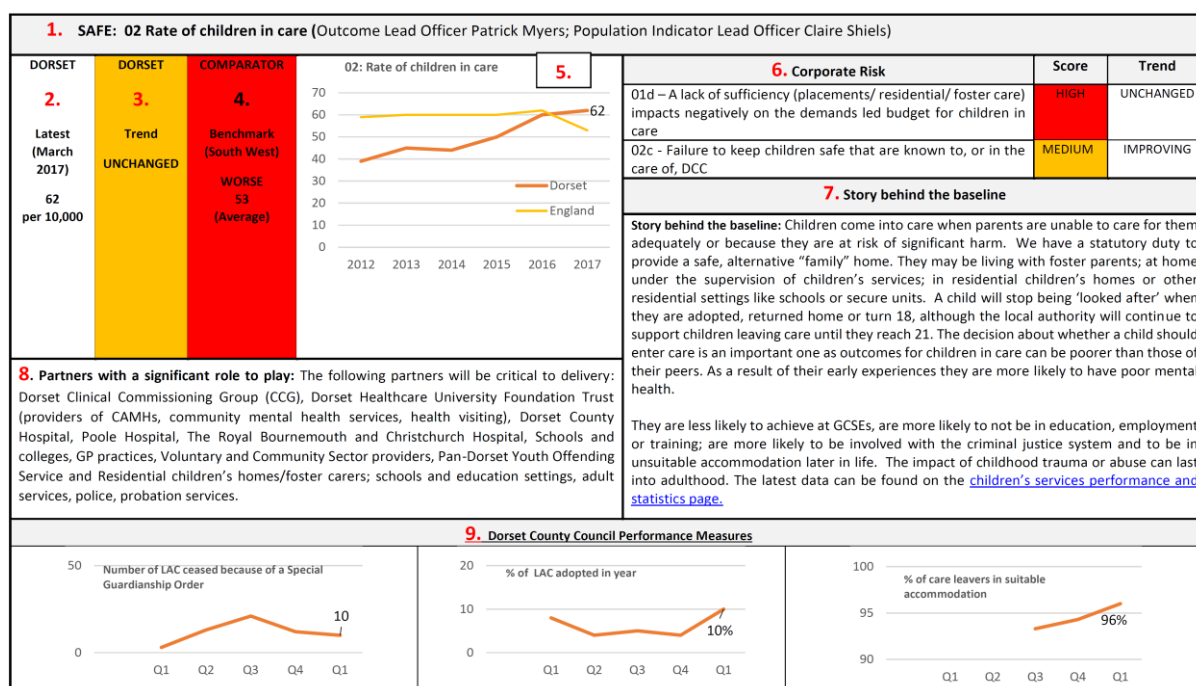 1. SAFE: 02 Rate of children in care (Outcome Lead Officer Patrick Myers; Population Indicator Lead Officer Claire Shiels)
DORSET
2.
Latest
(March
2017)
62
per 10,000
DORSET
3.
Trend
UNCHANGED
COMPARATOR
4.
Benchmark
(South West)
WORSE
53
(Average)
02: Rate of children in care
5.
70
60
50
40
30
20
10
0
62
Dorset
England
2012 2013 2014 2015 2016 2017
6. Corporate Risk Score Trend
01d – A lack of sufficiency (placements/ residential/ foster care)
impacts negatively on the demands led budget for children in
care
HIGH UNCHANGED
02c - Failure to keep children safe that are known to, or in the
care of, DCC
MEDIUM IMPROVING
7. Story behind the baseline
Story behind the baseline: Children come into care when parents are unable to care for them
adequately or because they are at risk of significant harm. We have a statutory duty to
provide a safe, alternative “family” home. They may be living with foster parents; at home
under the supervision of children’s services; in residential children’s homes or other
residential settings like schools or secure units. A child will stop being ‘looked after’ when
they are adopted, returned home or turn 18, although the local authority will continue to
support children leaving care until they reach 21. The decision about whether a child should
enter care is an important one as outcomes for children in care can be poorer than those of
their peers. As a result of their early experiences they are more likely to have poor mental
health.
They are less likely to achieve at GCSEs, are more likely to not be in education, employment
or training; are more likely to be involved with the criminal justice system and to be in
unsuitable accommodation later in life. The impact of childhood trauma or abuse can last
into adulthood. The latest data can be found on the children’s services performance and
statistics page.
8. Partners with a significant role to play: The following partners will be critical to delivery:
Dorset Clinical Commissioning Group (CCG), Dorset Healthcare University Foundation Trust
(providers of CAMHs, community mental health services, health visiting), Dorset County
Hospital, Poole Hospital, The Royal Bournemouth and Christchurch Hospital, Schools and
colleges, GP practices, Voluntary and Community Sector providers, Pan-Dorset Youth Offending
Service and Residential children’s homes/foster carers; schools and education settings, adult
services, police, probation services.
9. Dorset County Council Performance Measures
Number of LAC ceased because of a Special
Guardianship Order
50
0
10
Q1 Q2 Q3 Q4 Q1
% of LAC adopted in year
20
10
0
10%
Q1 Q2 Q3 Q4 Q1
% of care leavers in suitable
accommodation
100
95
90
96%
Q1 Q2 Q3 Q4 Q1